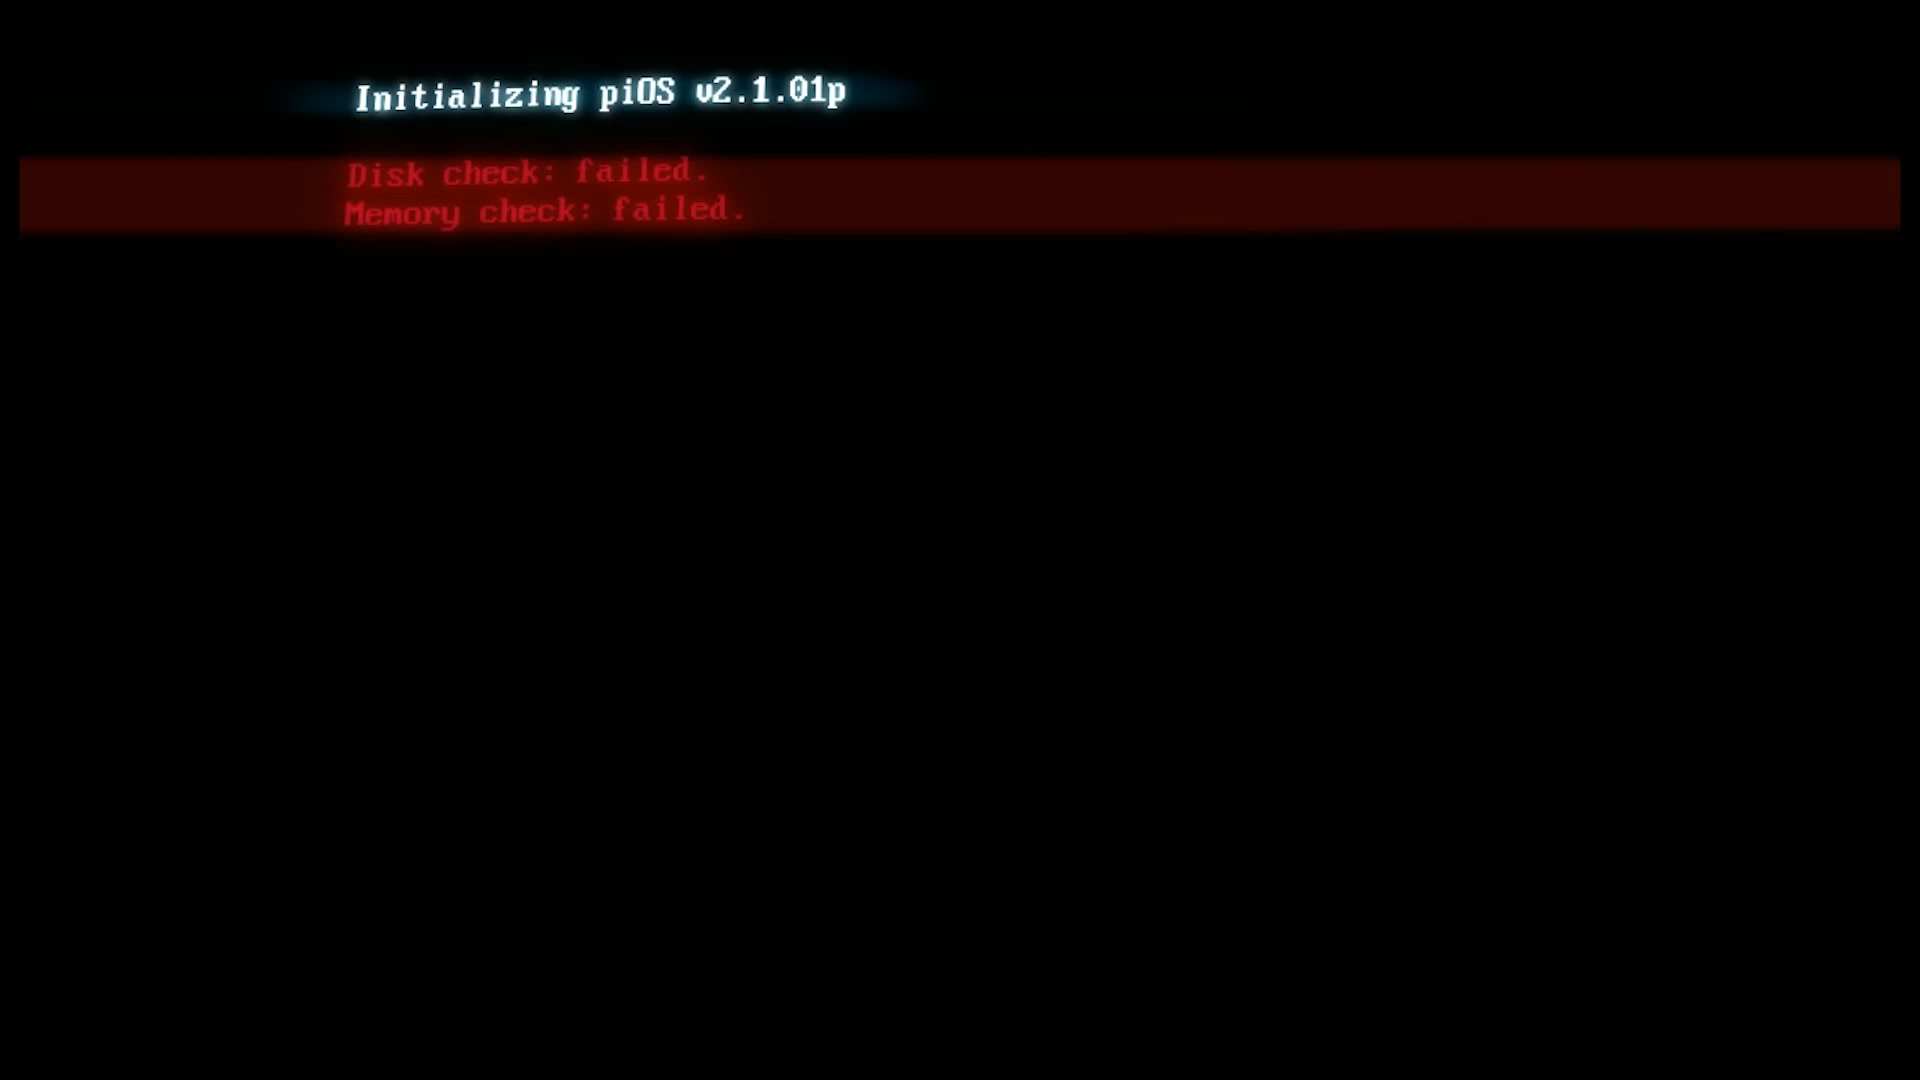 Initializing piOS v2.1.01p
Disk check: failed.
Memory check: failed.